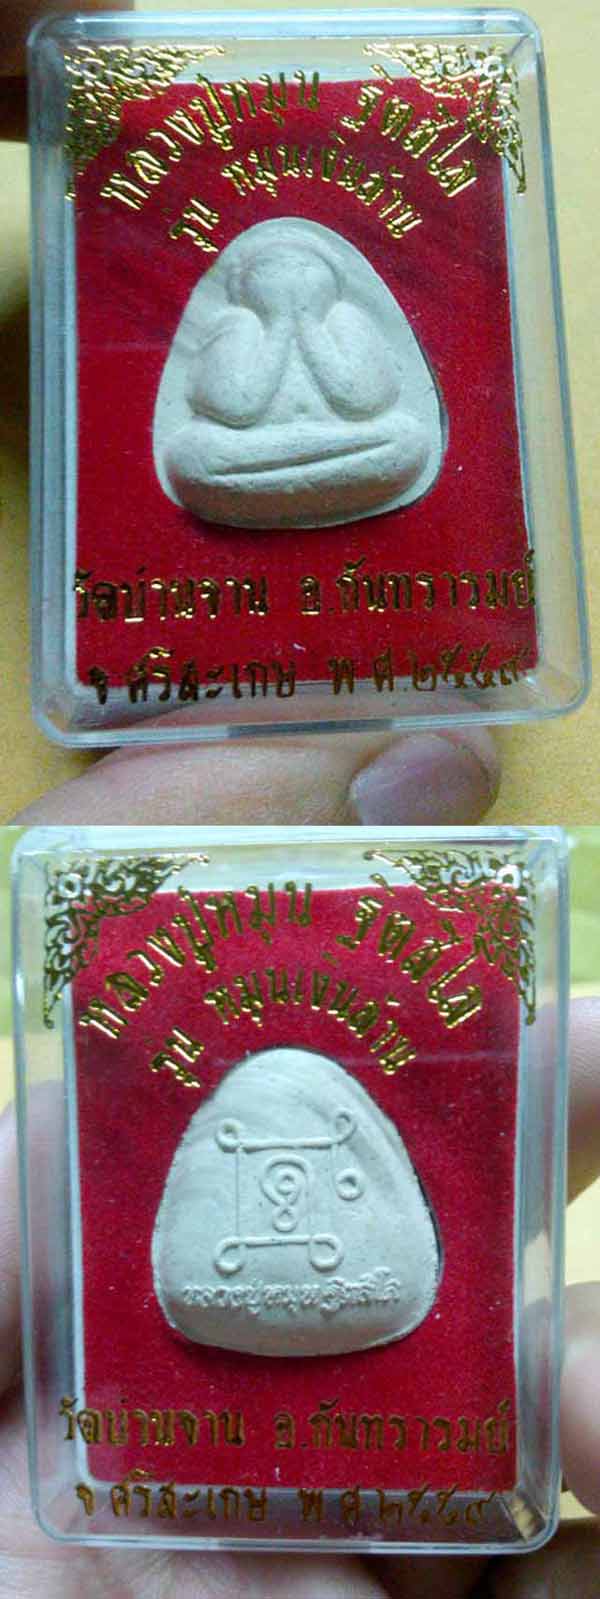 หลวงปู่หมุน ฐิตสีโล
รุ่น หมุนเงินล้าน
วัดบ้านจาน อ.กันทรารมย์
จ.ศรีสะเกษ พ.ศ.๒๕๕๙
หลวงปู่หมุน ฐิตสีโล
รุ่น หมุนเงินล้าน
หลวงปู่หมุน ฐิตสีโล
วัดบ้านจาน อ.กันทรารมย์
จ.ศรีสะเกษ พ.ศ.๒๕๕๙